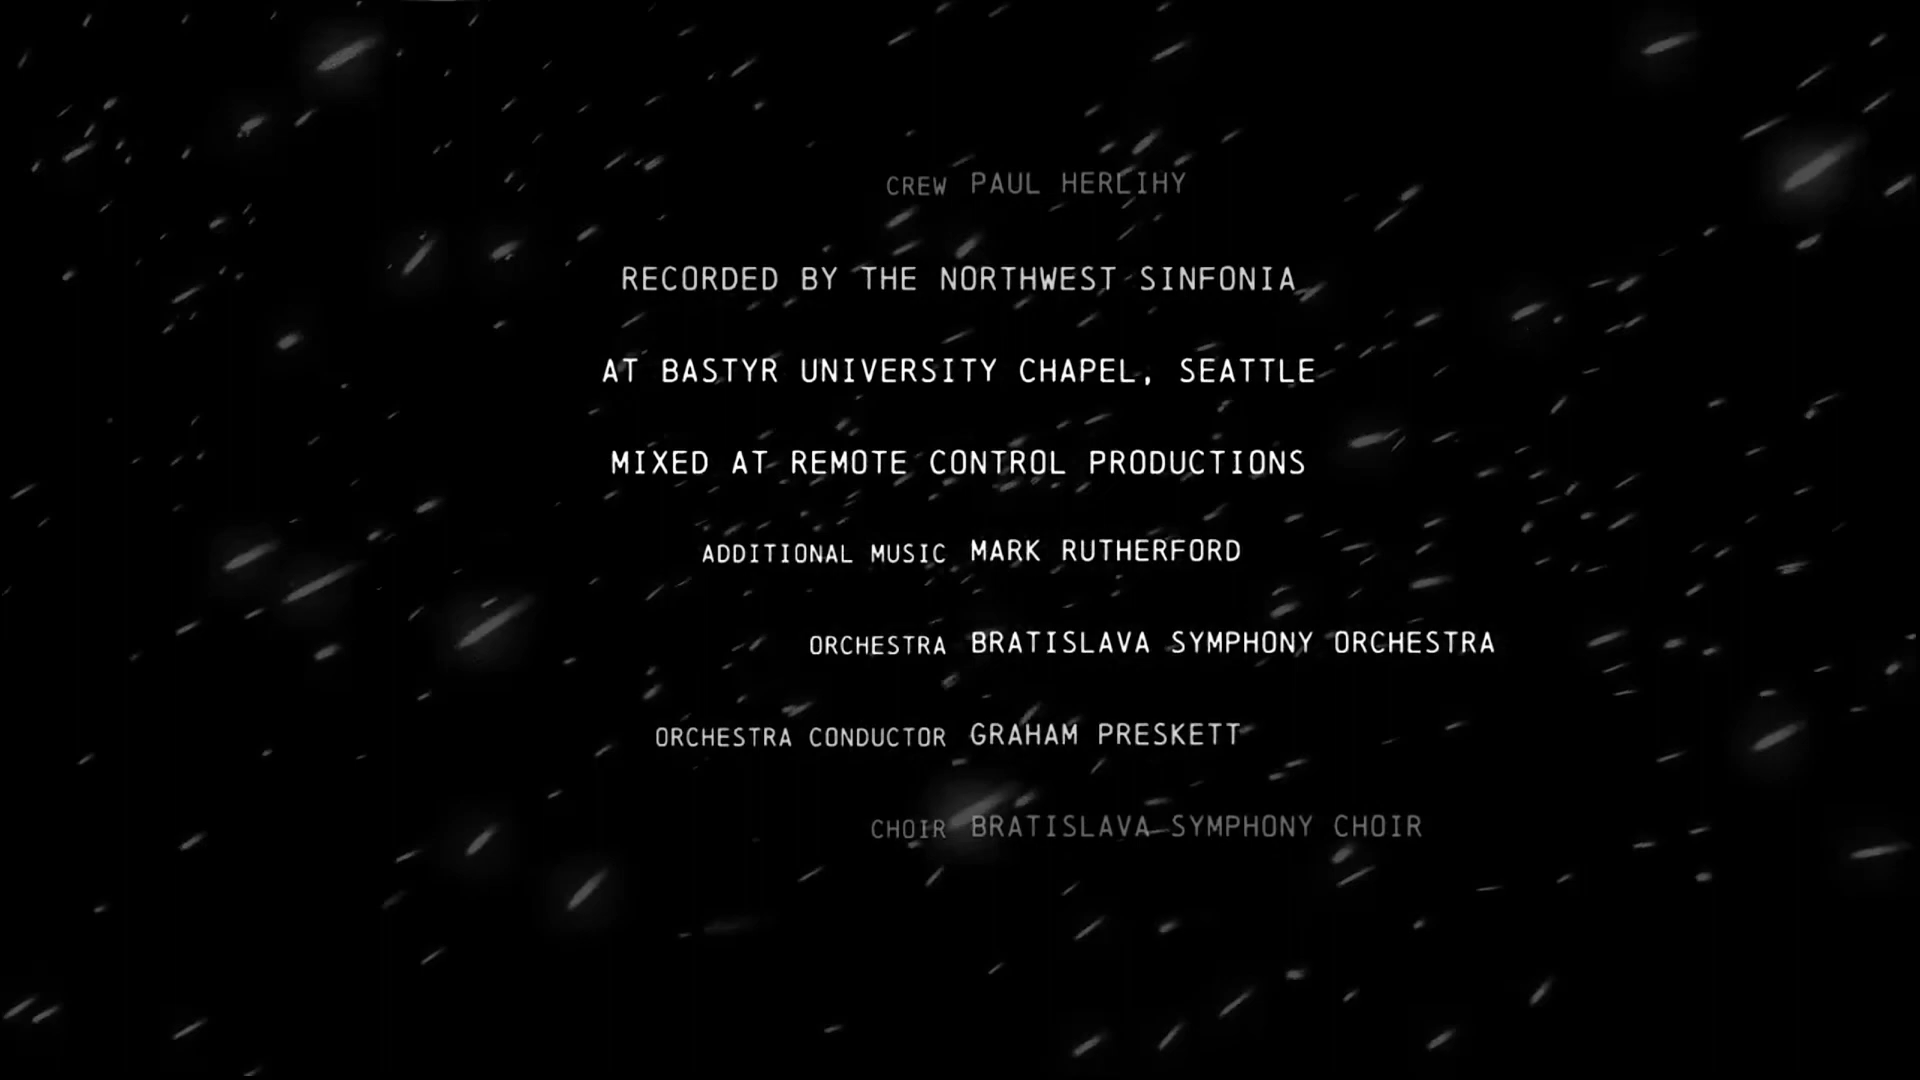 CREW PAUL HERLIHY
RECORDED BY THE NORTHWEST SINFONIA
AT BASTYR UNIVERSITY CHAPEL, SEATTLE
MIXED AT REMOTE CONTROL PRODUCTIONS
ADDITIONAL MUSIC MARK RUTHERFORD
ORCHESTRA BRATISLAVA SYMPHONY ORCHESTRA
ORCHESTRA CONDUCTOR GRAHAM PRESKETT
CHOIR BRATISLAVA SYMPHONY CHOIR